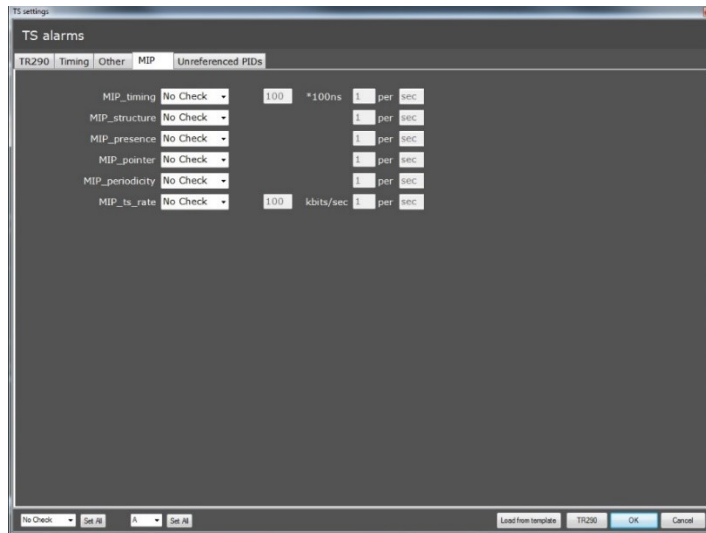 TS settings
TS alarms
TR290 Timing Other MIP Unreferenced PIDs
MIP_timing No Check 100 *100ns 1 per sec
MIP_structure No Check 1 per sec
MIP_presence No Check 1 per sec
MIP_pointer No Check 1 per sec
MIP_periodicity No Check 1 per sec
MIP_ts_rate No Check 100 kbits/sec 1 per sec
No Check Set All A Set All Load from template TR290 OK Cancel